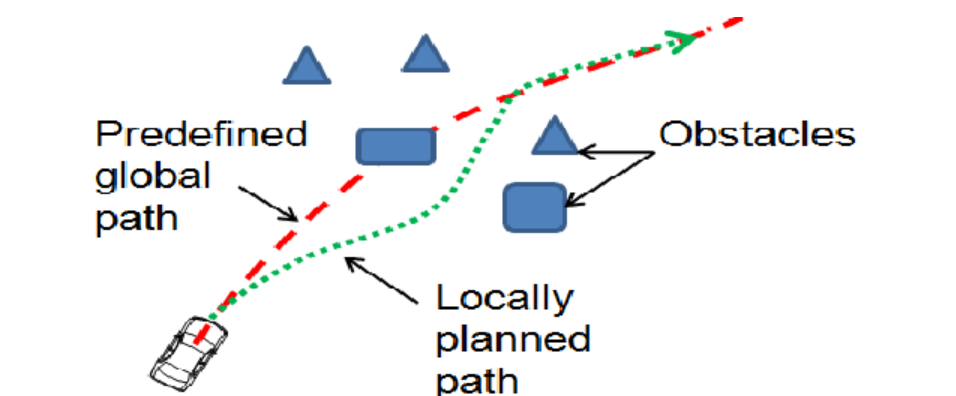 Predefined
global
path
Obstacles
Locally
planned
path